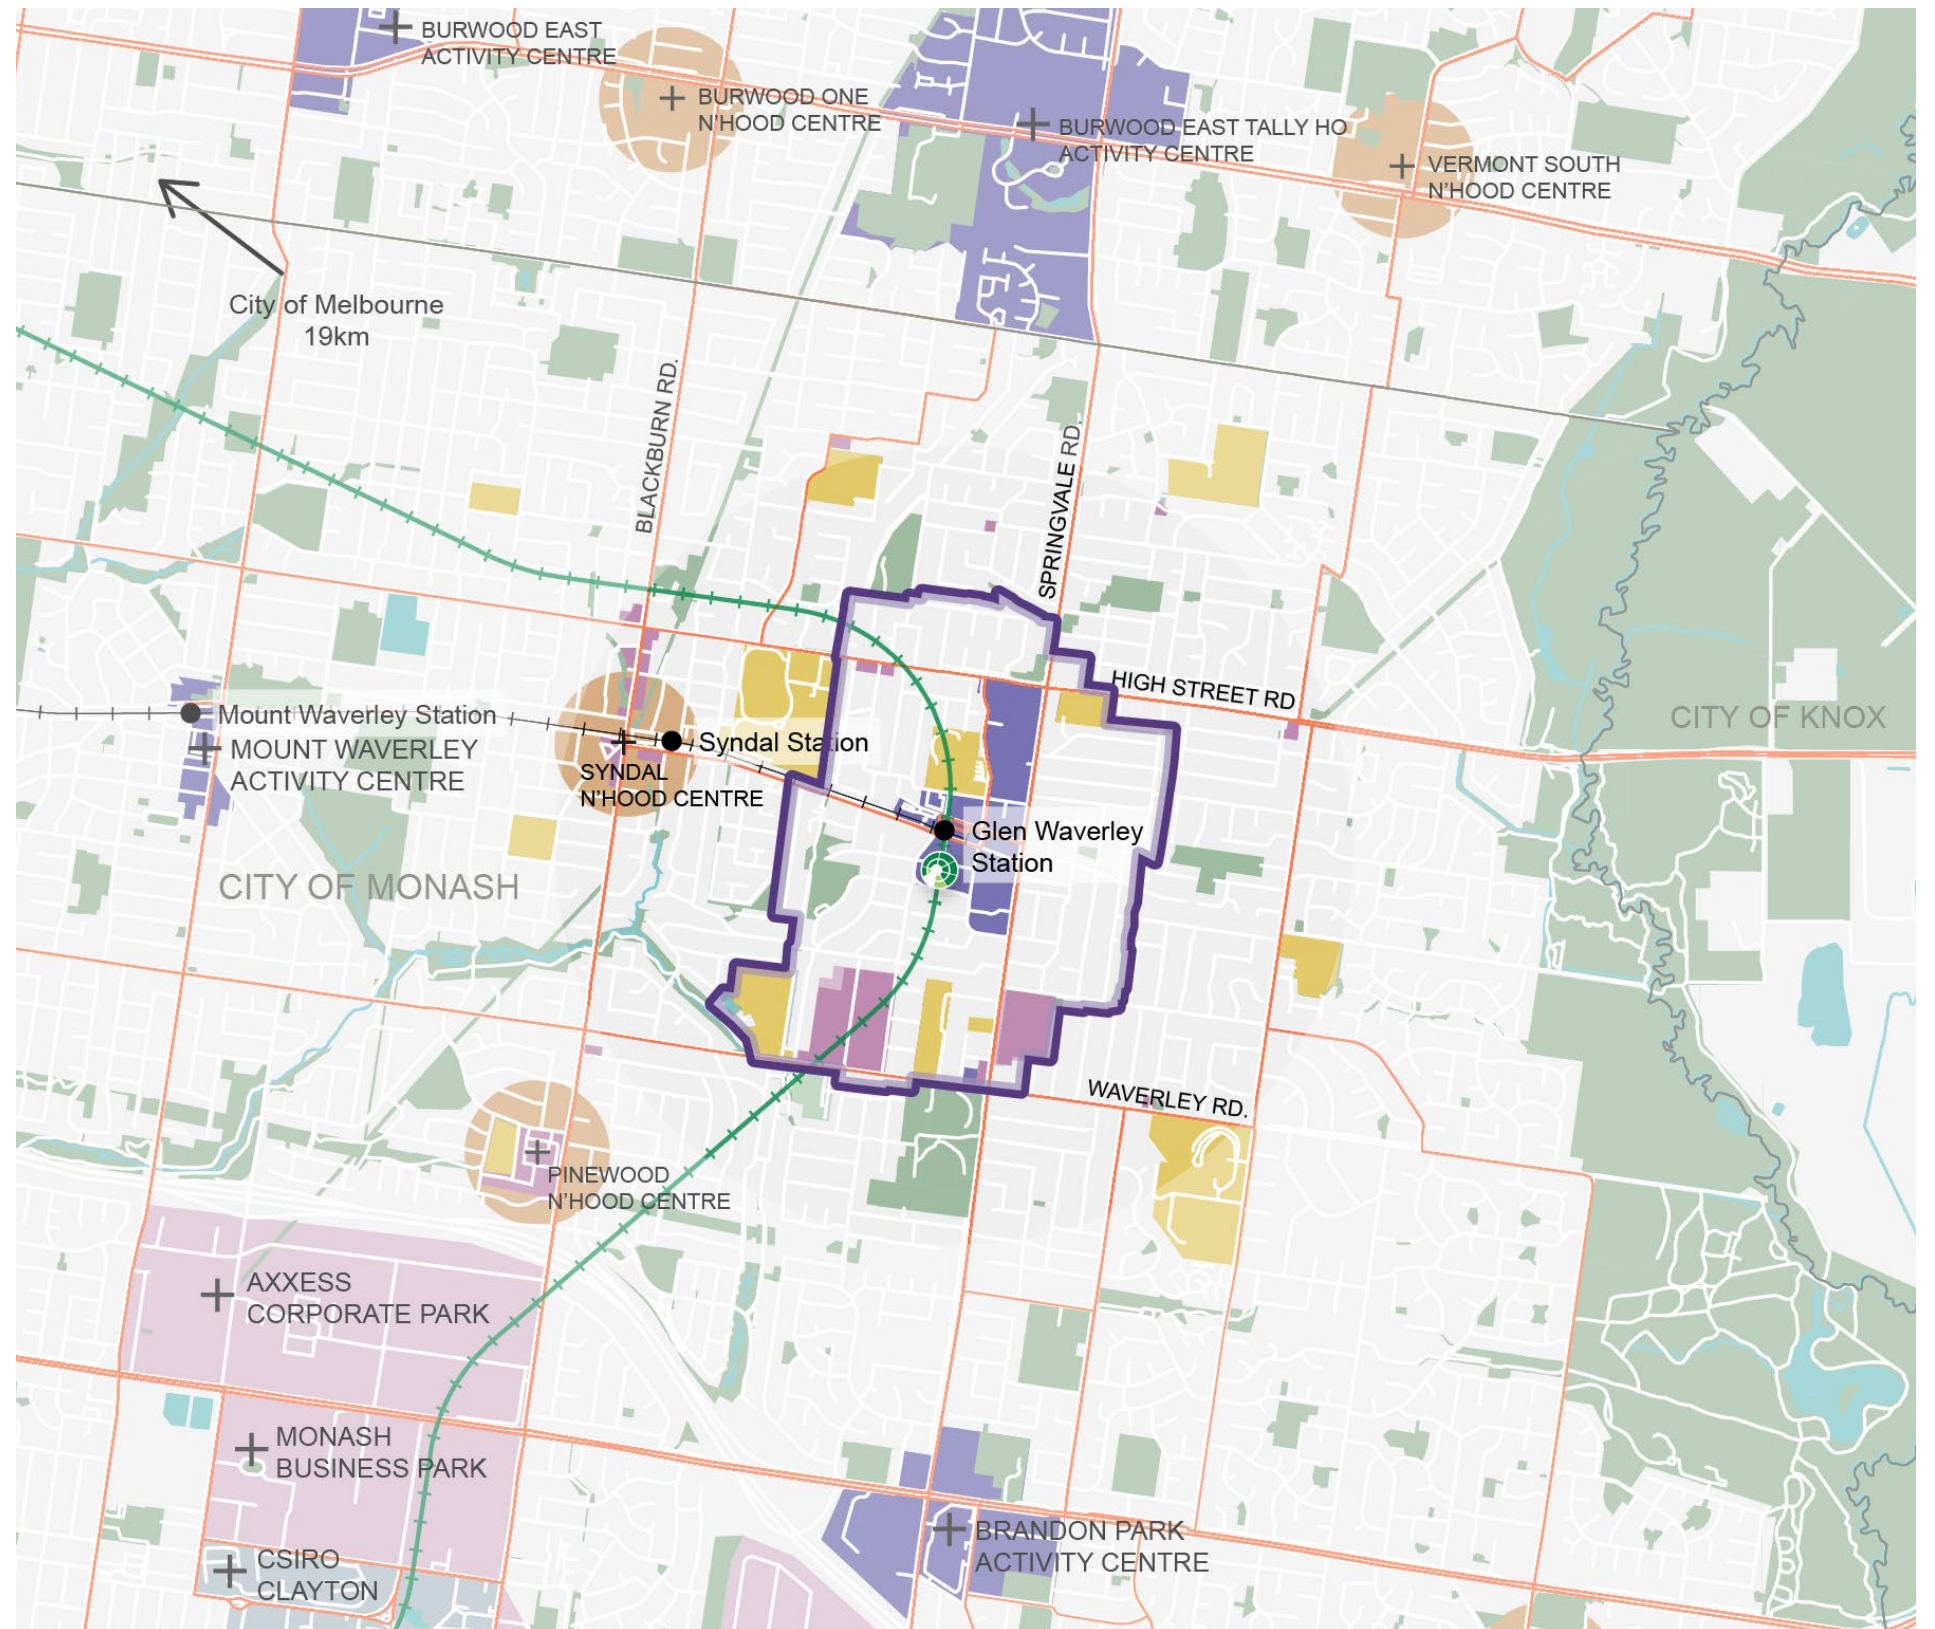 BURWOOD EAST
ACTIVITY CENTRE
BURWOOD ONE
N'HOOD CENTRE
BURWOOD EAST TALLY HO
ACTIVITY CENTRE
VERMONT SOUTH
N'HOOD CENTRE
City of Melbourne
19km
BLACKBURN RD.
SPRINGVALE RD.
HIGH STREET RD
CITY OF KNOX
Mount Waverley Station
MOUNT WAVERLEY
ACTIVITY CENTRE
Syndal Station
SYNDAL
N'HOOD CENTRE
Glen Waverley
Station
CITY OF MONASH
WAVERLEY RD.
PINEWOOD
N'HOOD CENTRE
AXXESS
CORPORATE PARK
MONASH
BUSINESS PARK
BRANDON PARK
ACTIVITY CENTRE
CSIRO
CLAYTON